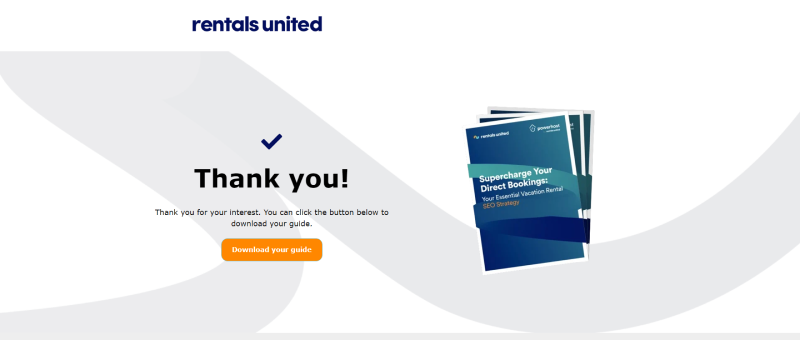 rentals united
Thank you!
Thank you for your interest. You can click the button below to
download your guide.
Download your guide
rentals united
powerhost
Supercharge Your
Direct Bookings:
Your Essential Vacation Rental
SEO Strategy